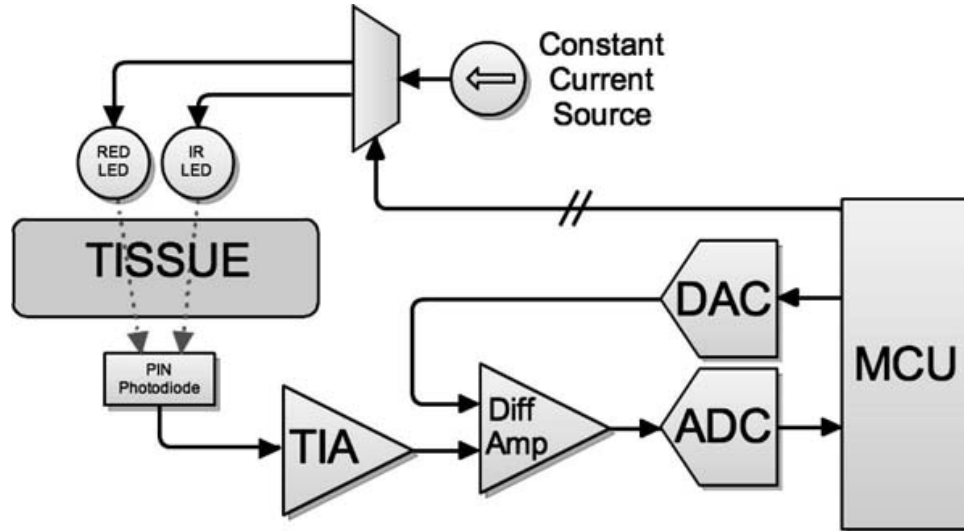 Constant
Current
Source
RED
LED
IR
LED
TISSUE
DAC
MCU
PIN
Photodiode
TIA
Diff
Amp
ADC